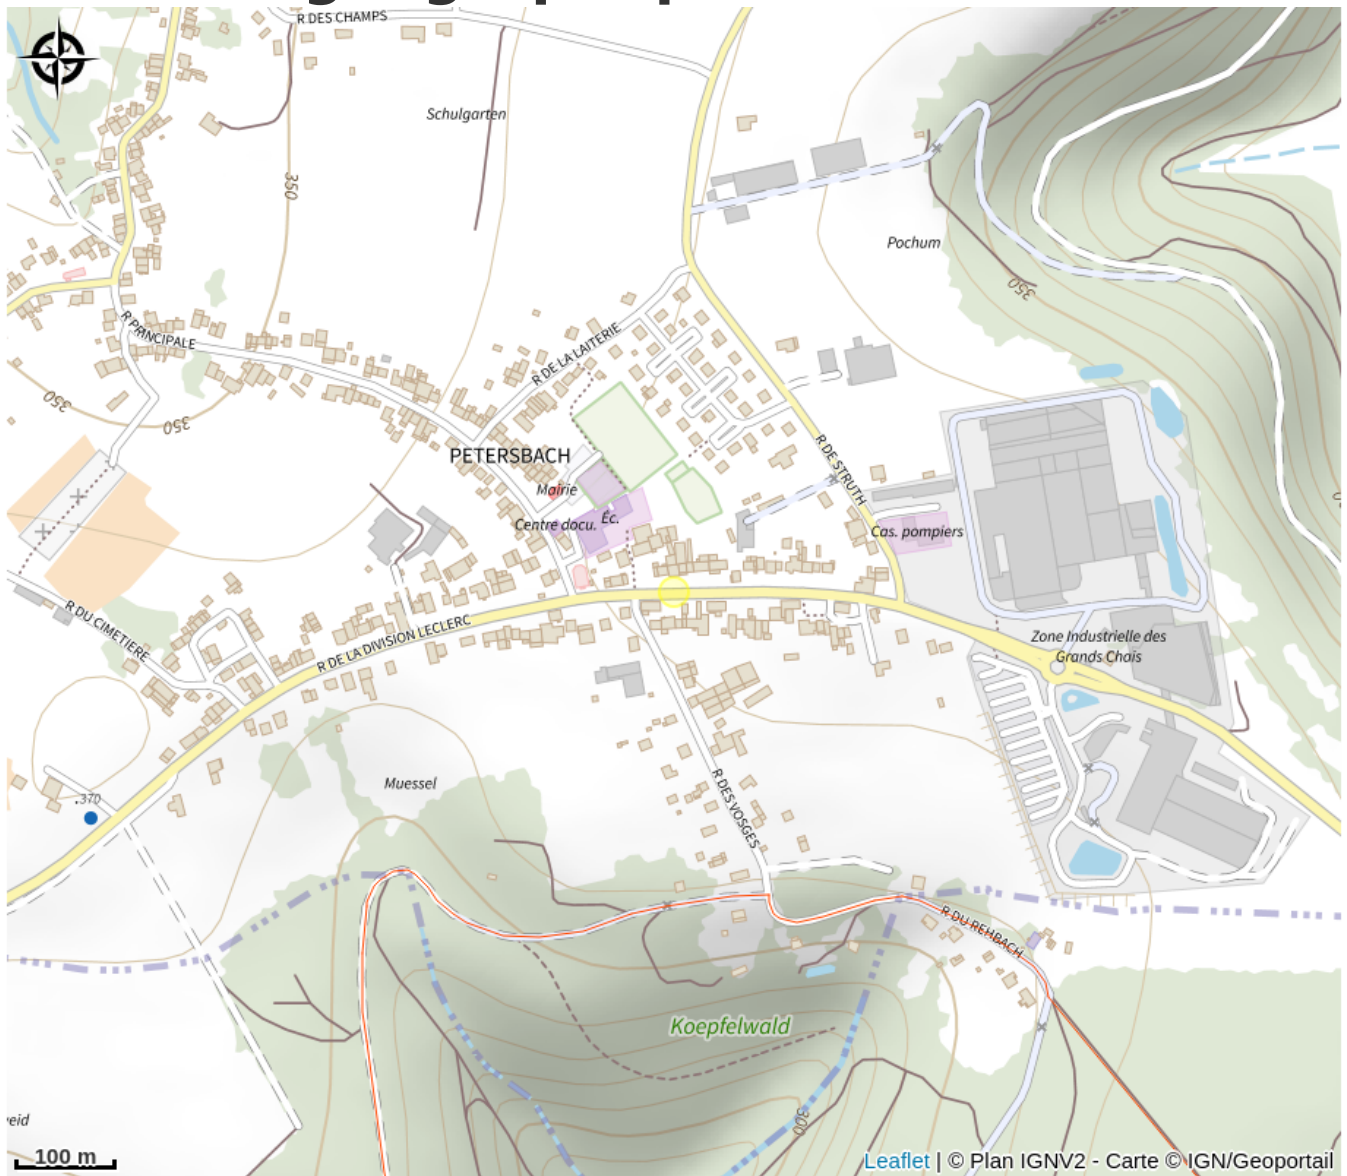 R DES CHAMPS
Schulgarten
350
Pochum
350
R PRINCIPALE
R DE LA LAITERIE
350
350
PETERSBACH
R DE STRUTH
Mairie
Centre docu.
Éc.
Cas. pompiers
R DU CIMETIERE
R DE LA DIVISION LECLERC
Zone Industrielle des
Grands Chais
Muessel
370
R DES VOSGES
R DU REHBACH
Koepfelwald
300
eid
100 m
Leaflet | © Plan IGNV2 - Carte © IGN/Geoportail